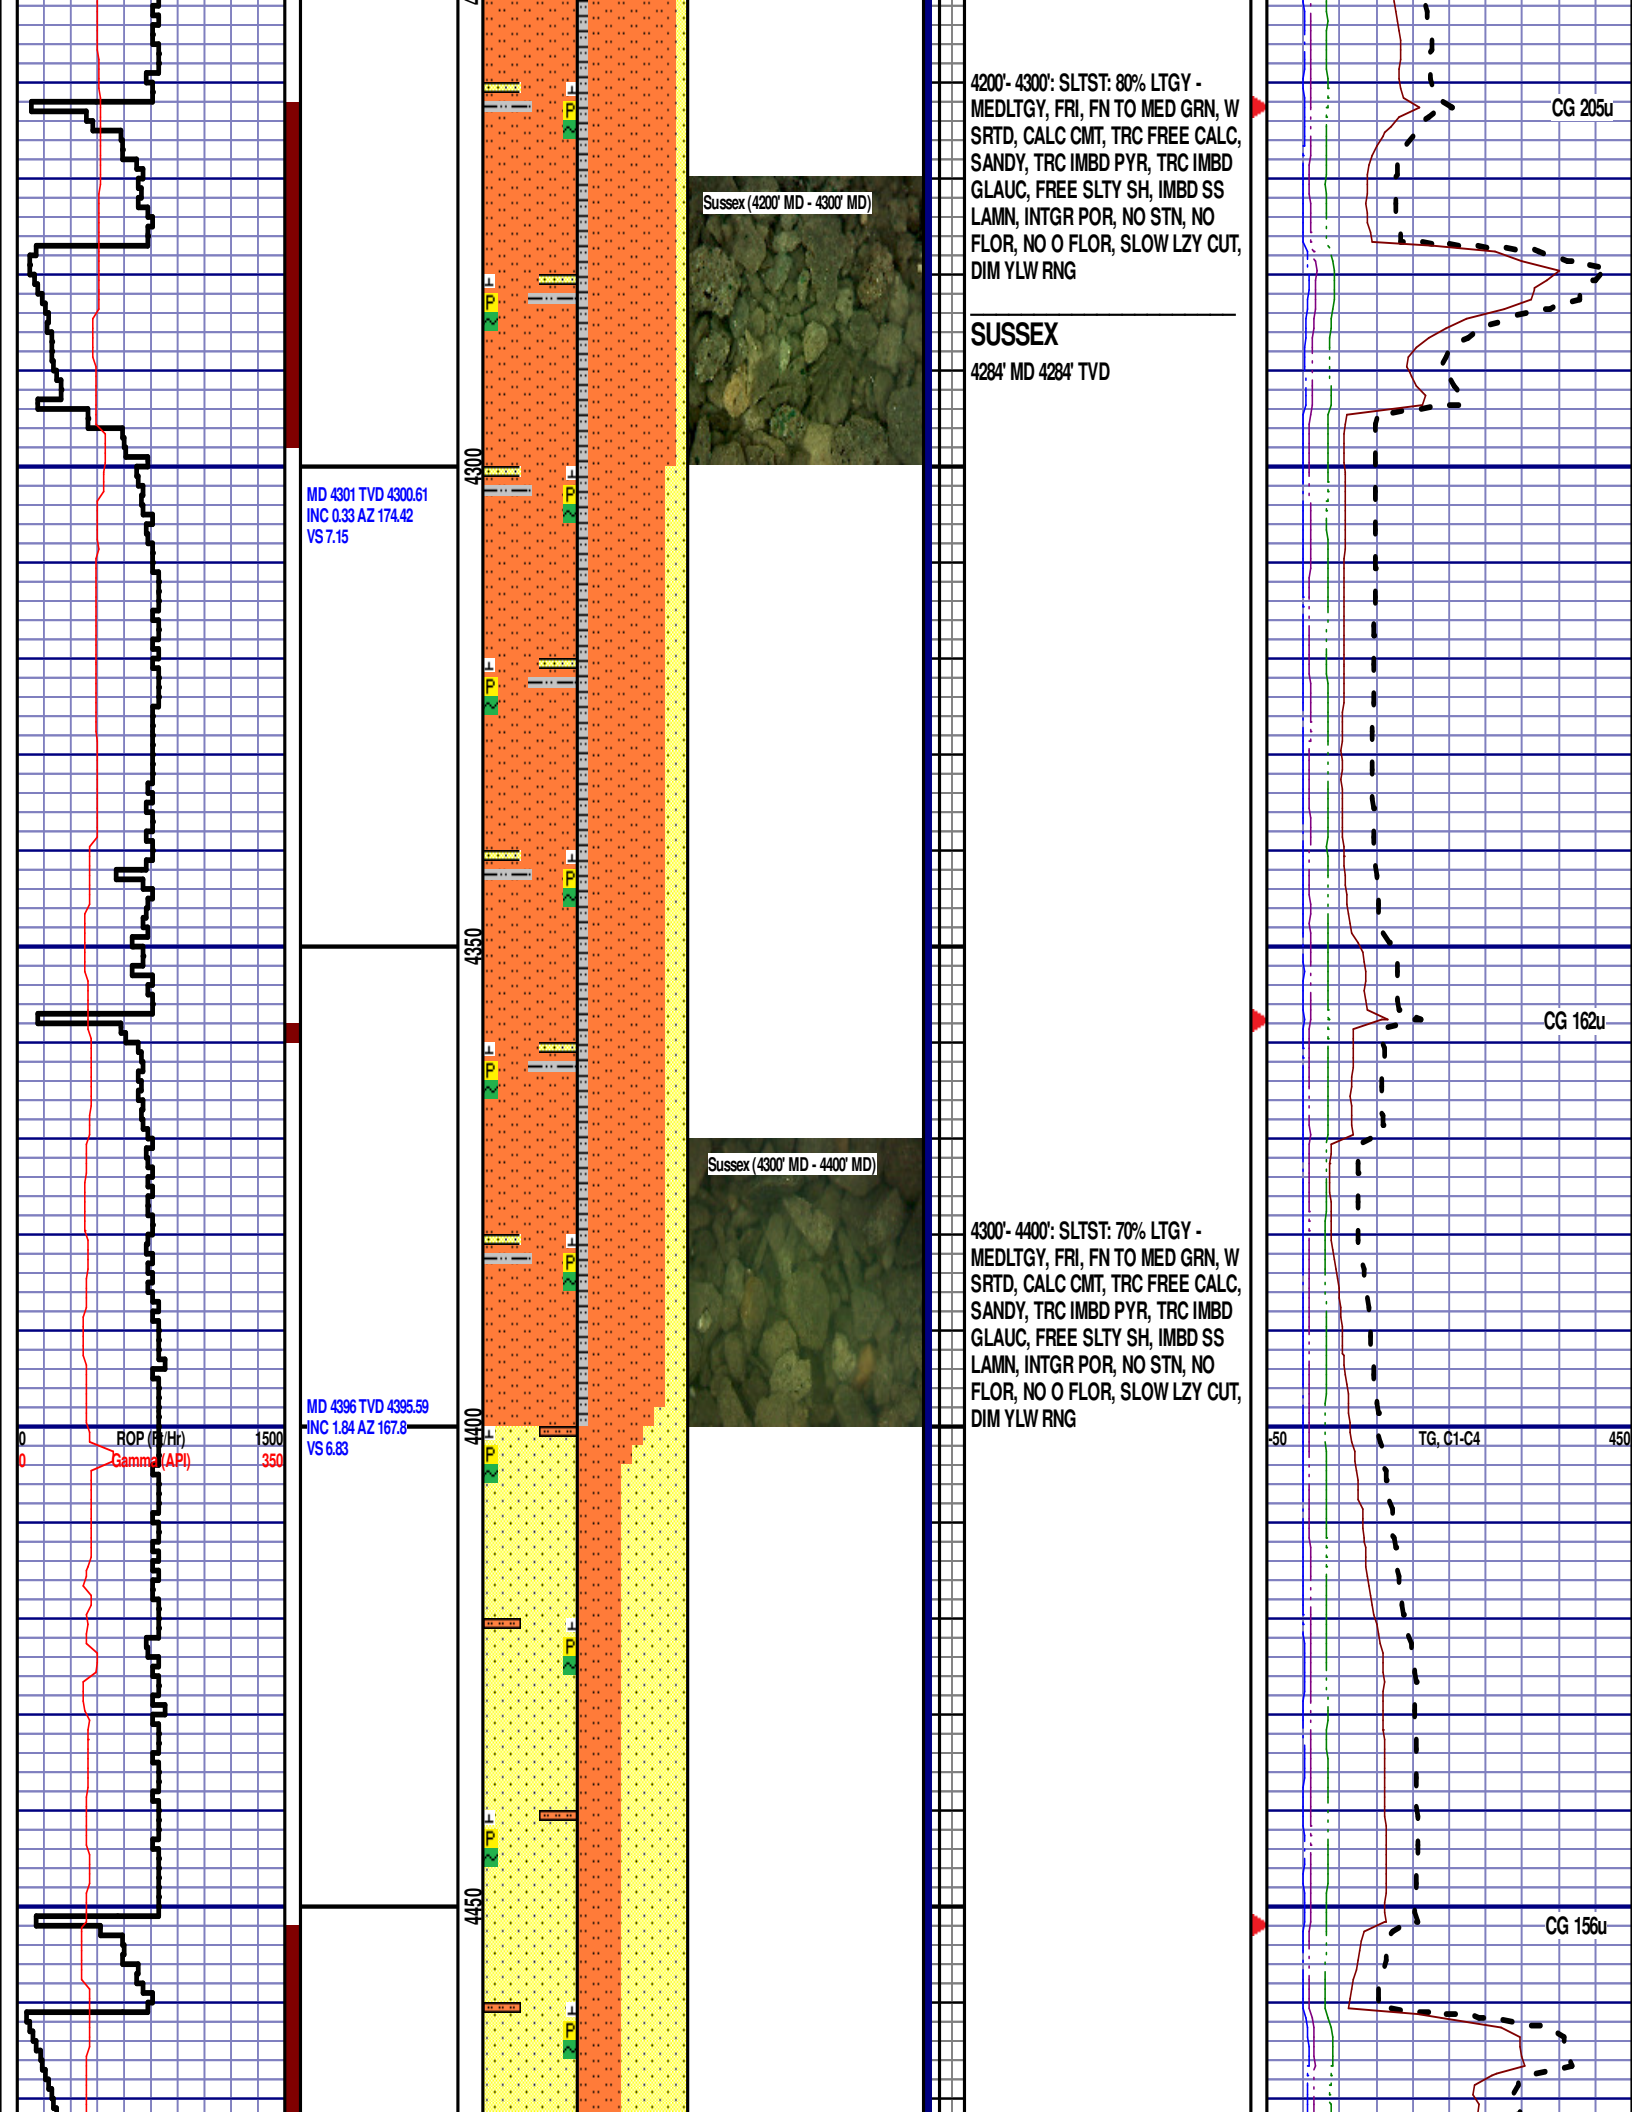 4200'- 4300': SLTST: 80% LTGY -
MEDLTGY, FRI, FN TO MED GRN, W
SRTD, CALC CMT, TRC FREE CALC,
SANDY, TRC IMBD PYR, TRC IMBD
GLAUC, FREE SLTY SH, IMBD SS
LAMN, INTGR POR, NO STN, NO
FLOR, NO O FLOR, SLOW LZY CUT,
DIM YLW RNG
CG 205u
Sussex (4200' MD - 4300' MD)
SUSSEX
4284' MD 4284' TVD
4300
MD 4301 TVD 4300.61
INC 0.33 AZ 174.42
VS 7.15
4350
CG 162u
Sussex (4300' MD - 4400' MD)
4300'- 4400': SLTST: 70% LTGY -
MEDLTGY, FRI, FN TO MED GRN, W
SRTD, CALC CMT, TRC FREE CALC,
SANDY, TRC IMBD PYR, TRC IMBD
GLAUC, FREE SLTY SH, IMBD SS
LAMN, INTGR POR, NO STN, NO
FLOR, NO O FLOR, SLOW LZY CUT,
DIM YLW RNG
MD 4396 TVD 4395.59
INC 1.84 AZ 167.8
VS 6.83
4400
0 ROP (Ft/Hr) 1500
0 Gamma (API) 350
-50 TG, C1-C4 450
4450
CG 156u
P
P
P
P
P
P
P
P
P
P
P